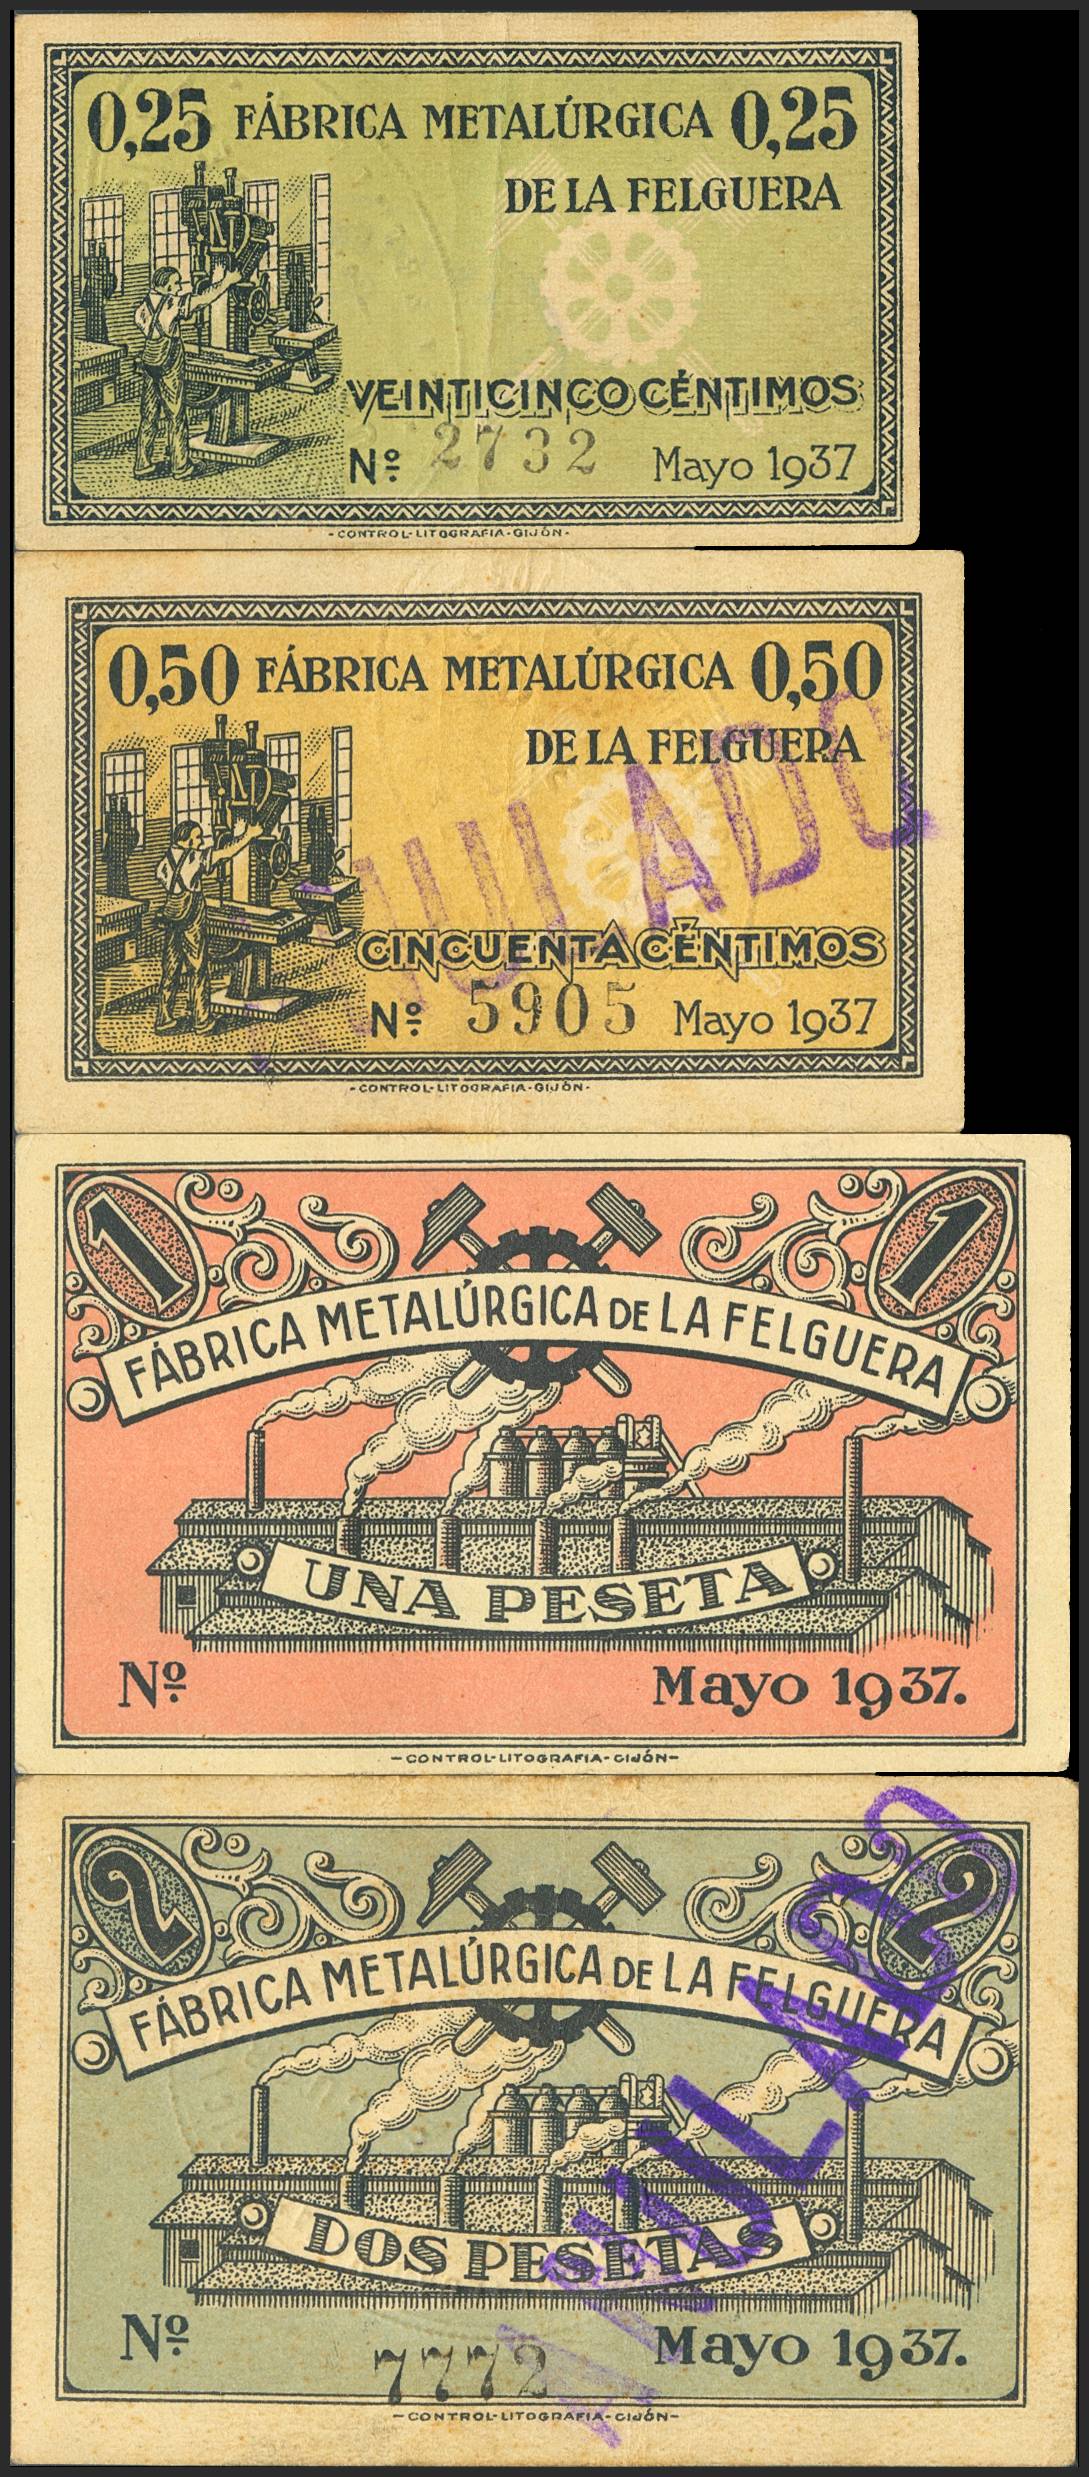 0,25 FÁBRICA METALÚRGICA 0,25
DE LA FELGUERA
VEINTICINCO CÉNTIMOS
Nº 2732 Mayo 1937
-CONTROL-LITOGRAFIA-GIJÓN-
0,50 FÁBRICA METALÚRGICA 0,50
DE LA FELGUERA
ANULADO
CINCUENTA CÉNTIMOS
Nº 5905 Mayo 1937
-CONTROL-LITOGRAFIA-GIJÓN-
1 1
FÁBRICA METALÚRGICA DE LA FELGUERA
UNA PESETA
Nº Mayo 1937.
-CONTROL-LITOGRAFIA-GIJÓN-
2 2
FÁBRICA METALÚRGICA DE LA FELGUERA
ANULADO
DOS PESETAS
Nº 7772 Mayo 1937.
-CONTROL-LITOGRAFIA-GIJÓN-